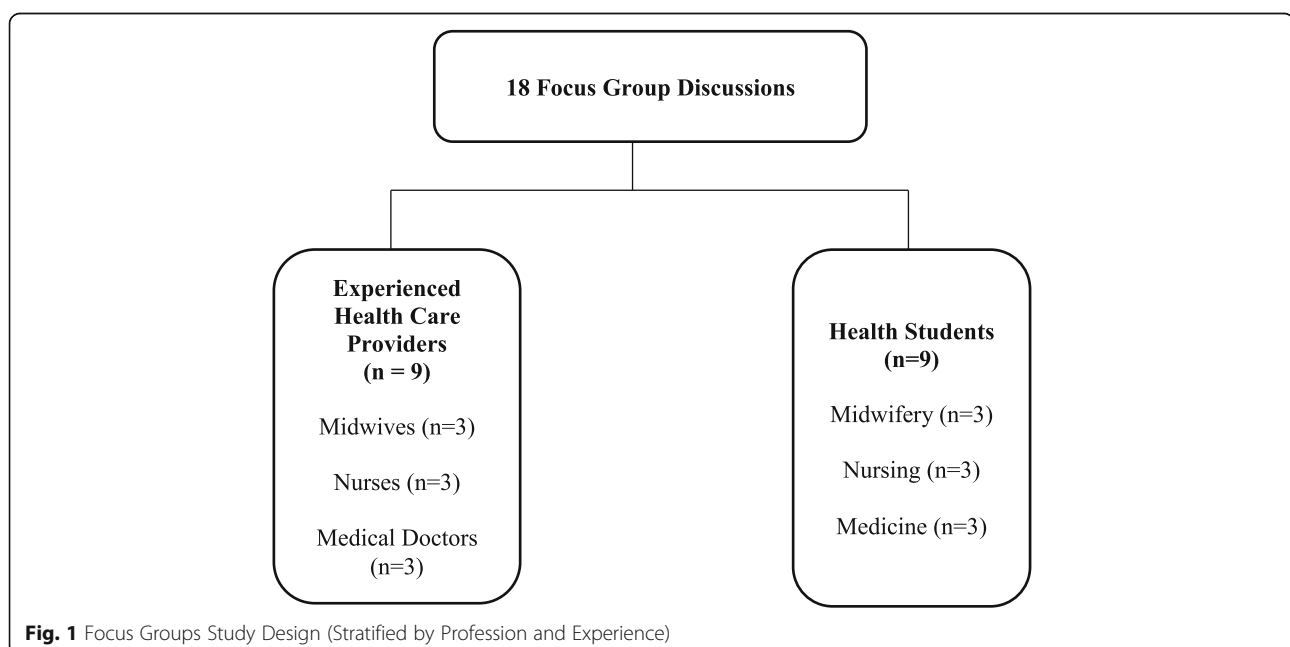 18 Focus Group Discussions
Experienced
Health Care
Providers
(n = 9)
Midwives (n=3)
Nurses (n=3)
Medical Doctors
(n=3)
Health Students
(n=9)
Midwifery (n=3)
Nursing (n=3)
Medicine (n=3)
Fig. 1 Focus Groups Study Design (Stratified by Profession and Experience)